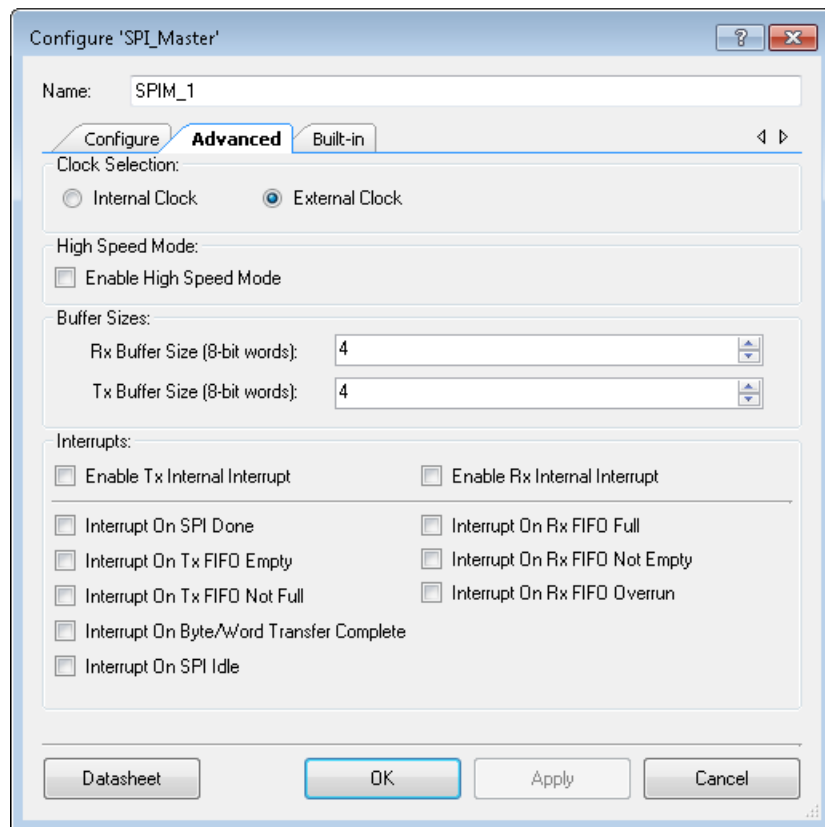 Configure 'SPI_Master'
?
Name: SPIM_1
Configure Advanced Built-in
Clock Selection:
Internal Clock External Clock
High Speed Mode:
Enable High Speed Mode
Buffer Sizes:
Rx Buffer Size (8-bit words): 4
Tx Buffer Size (8-bit words): 4
Interrupts:
Enable Tx Internal Interrupt Enable Rx Internal Interrupt
Interrupt On SPI Done Interrupt On Rx FIFO Full
Interrupt On Tx FIFO Empty Interrupt On Rx FIFO Not Empty
Interrupt On Tx FIFO Not Full Interrupt On Rx FIFO Overrun
Interrupt On Byte/Word Transfer Complete
Interrupt On SPI Idle
Datasheet OK Apply Cancel